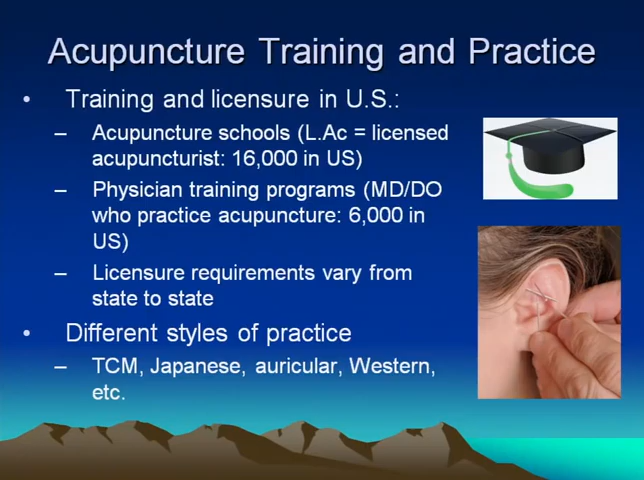 Acupuncture Training and Practice
• Training and licensure in U.S.:
– Acupuncture schools (L.Ac = licensed
acupuncturist: 16,000 in US)
– Physician training programs (MD/DO
who practice acupuncture: 6,000 in
US)
– Licensure requirements vary from
state to state
• Different styles of practice
– TCM, Japanese, auricular, Western,
etc.